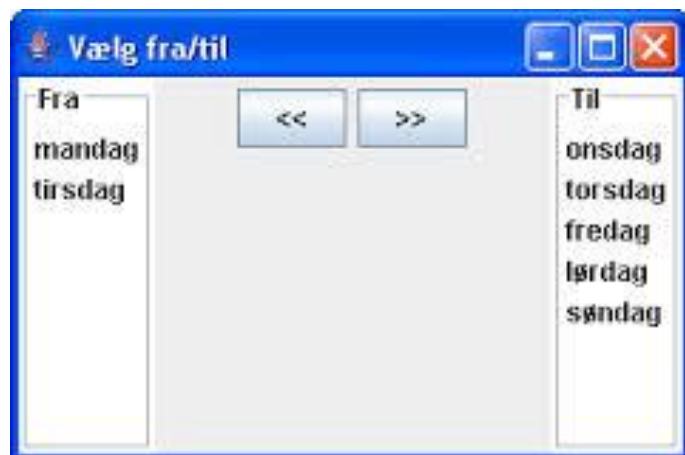 Vælg fra/til
Fra
mandag
tirsdag
<< >>
Til
onsdag
torsdag
fredag
lørdag
søndag